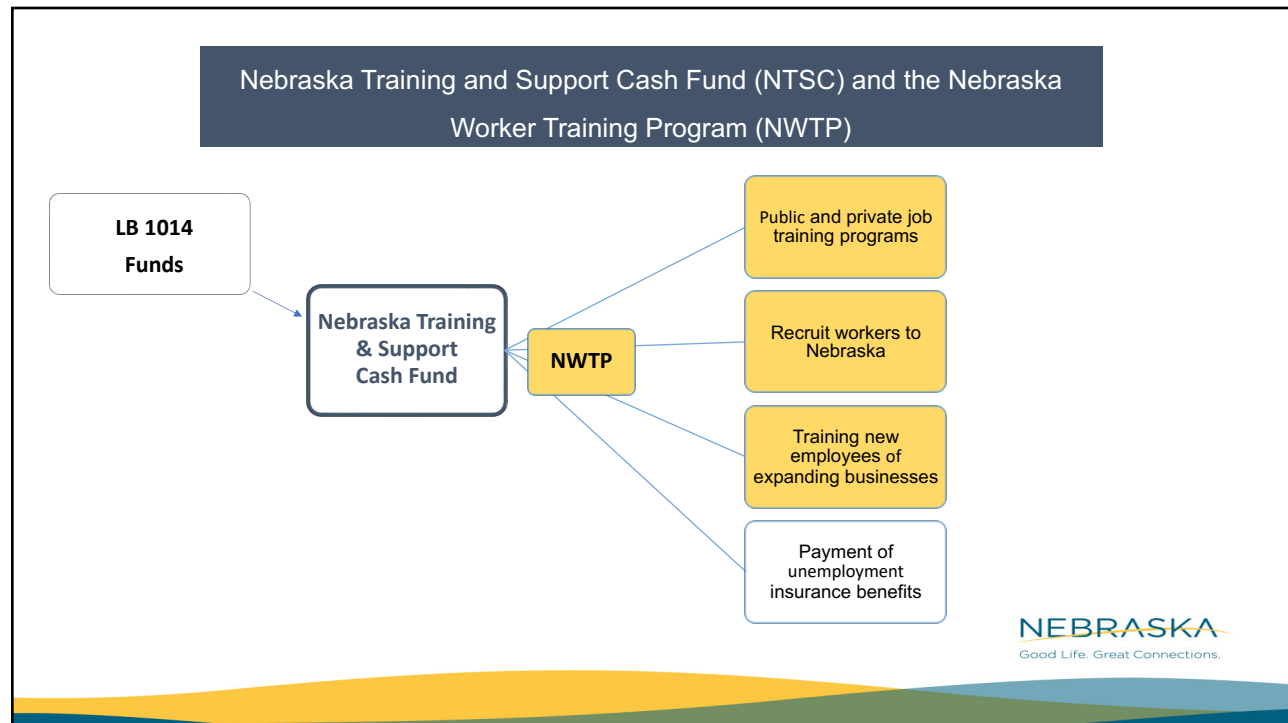 Nebraska Training and Support Cash Fund (NTSC) and the Nebraska
Worker Training Program (NWTP)
LB 1014
Funds
Nebraska Training
& Support
Cash Fund
NWTP
Public and private job
training programs
Recruit workers to
Nebraska
Training new
employees of
expanding businesses
Payment of
unemployment
insurance benefits
NEBRASKA
Good Life. Great Connections.